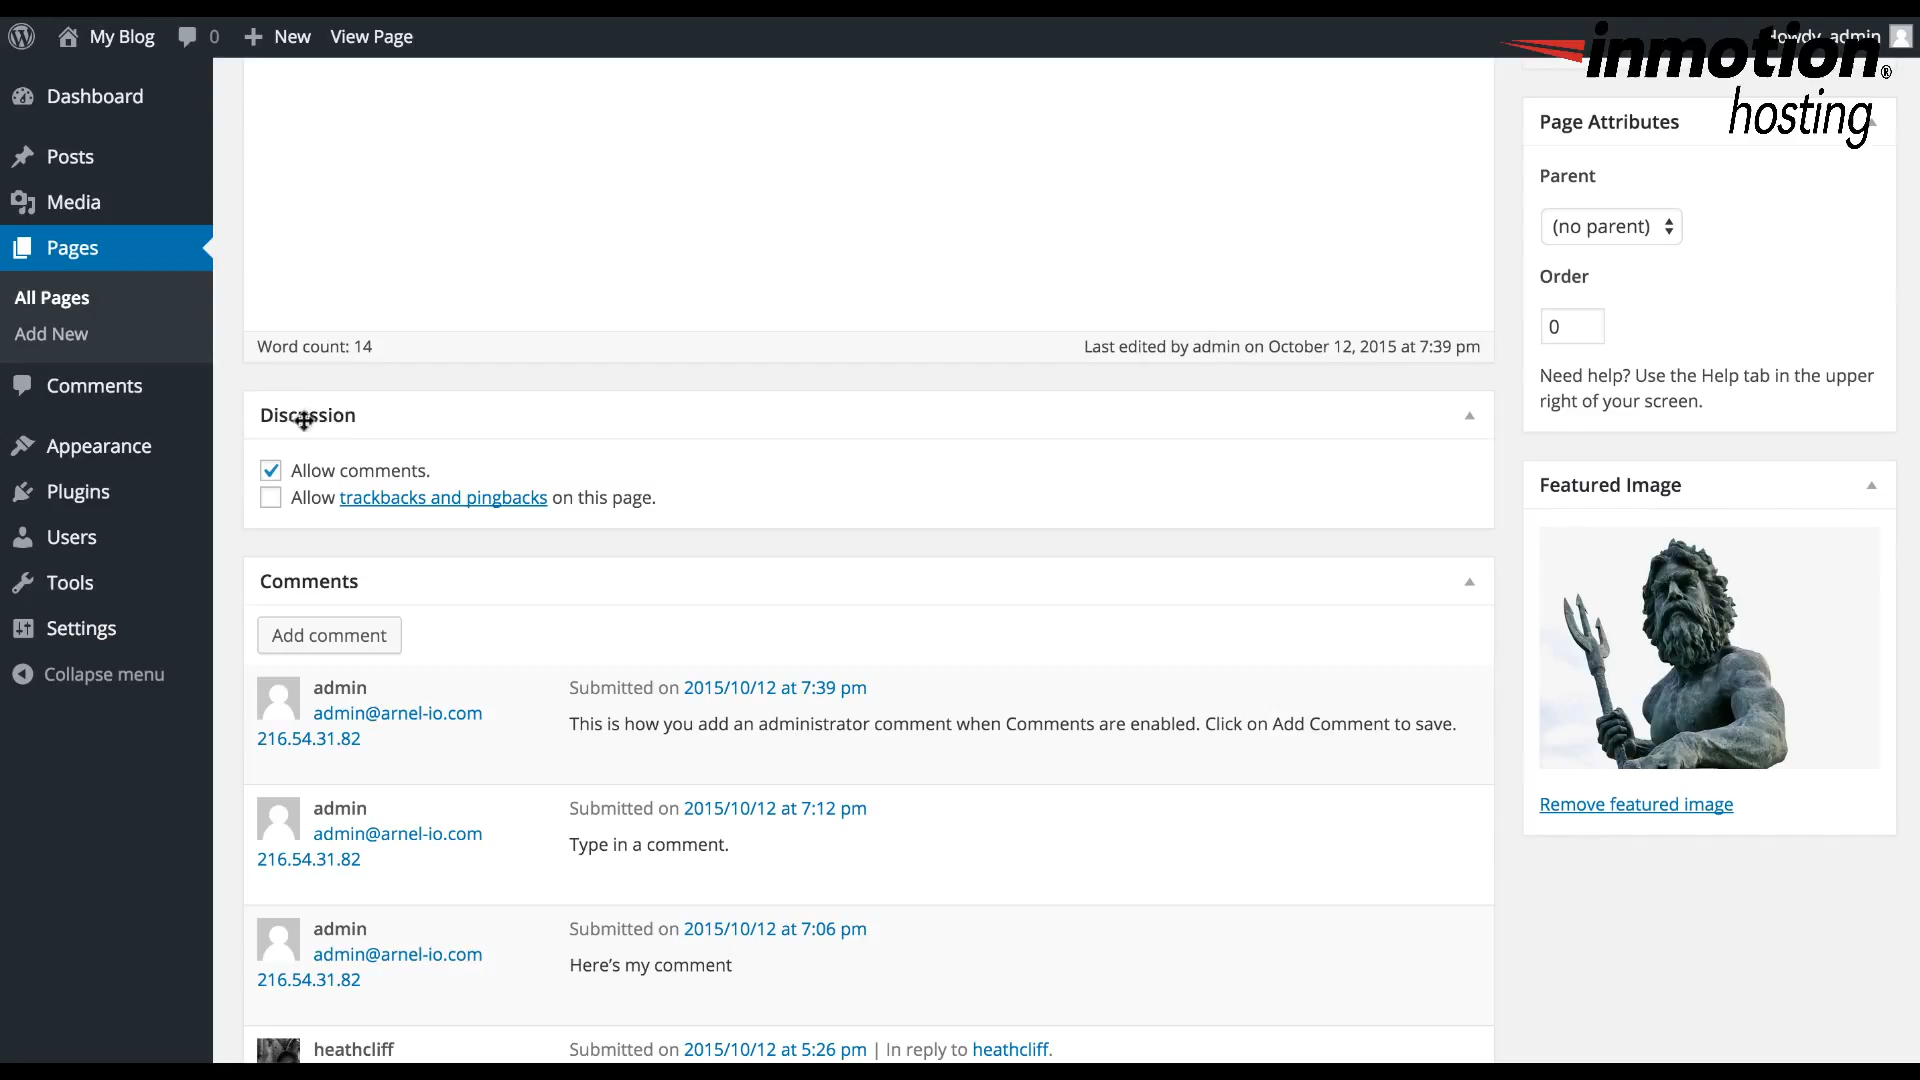 My Blog 0 New View Page Howdy, admin
inmotion®
hosting
Dashboard
Posts
Media
Pages
All Pages
Add New
Comments
Appearance
Plugins
Users
Tools
Settings
Collapse menu
Word count: 14 Last edited by admin on October 12, 2015 at 7:39 pm
Discussion
Allow comments.
Allow trackbacks and pingbacks on this page.
Comments
Add comment
admin Submitted on 2015/10/12 at 7:39 pm
admin@arnel-io.com This is how you add an administrator comment when Comments are enabled. Click on Add Comment to save.
216.54.31.82
admin Submitted on 2015/10/12 at 7:12 pm
admin@arnel-io.com Type in a comment.
216.54.31.82
admin Submitted on 2015/10/12 at 7:06 pm
admin@arnel-io.com Here’s my comment
216.54.31.82
heathcliff Submitted on 2015/10/12 at 5:26 pm | In reply to heathcliff.
Page Attributes
Parent
(no parent)
Order
0
Need help? Use the Help tab in the upper
right of your screen.
Featured Image
Remove featured image